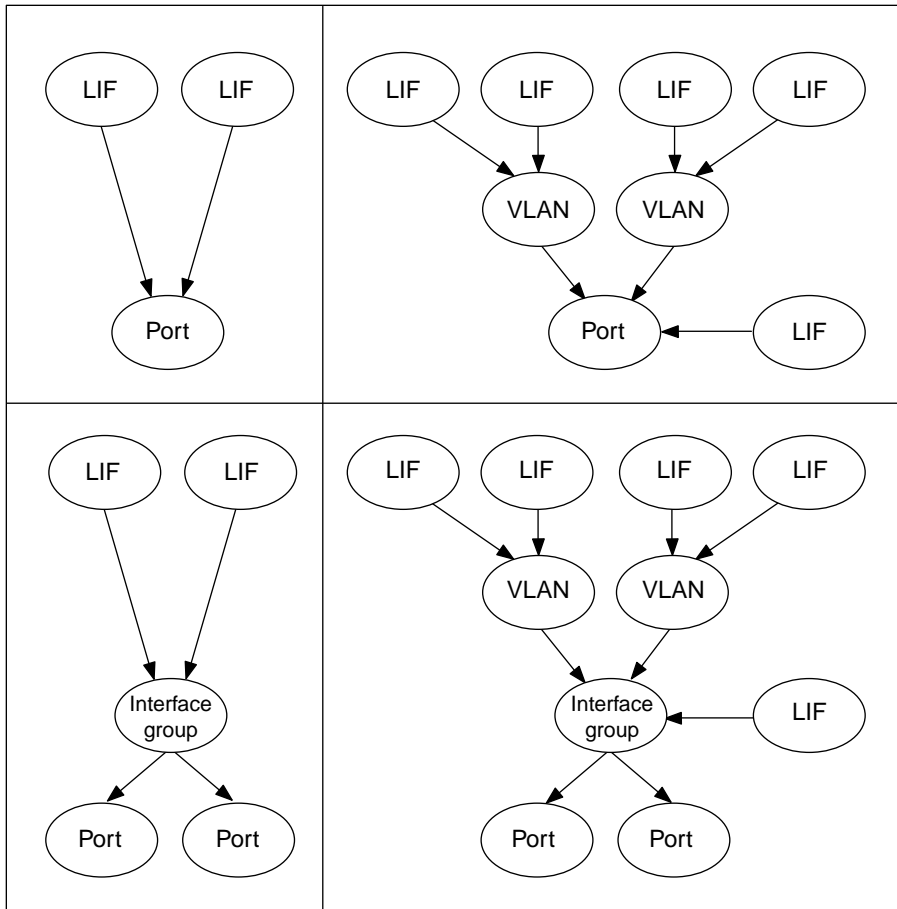 LIF LIF
Port
LIF LIF LIF LIF
VLAN VLAN
Port LIF
LIF LIF
Interface
group
Port Port
LIF LIF LIF LIF
VLAN VLAN
Interface
group
LIF
Port Port